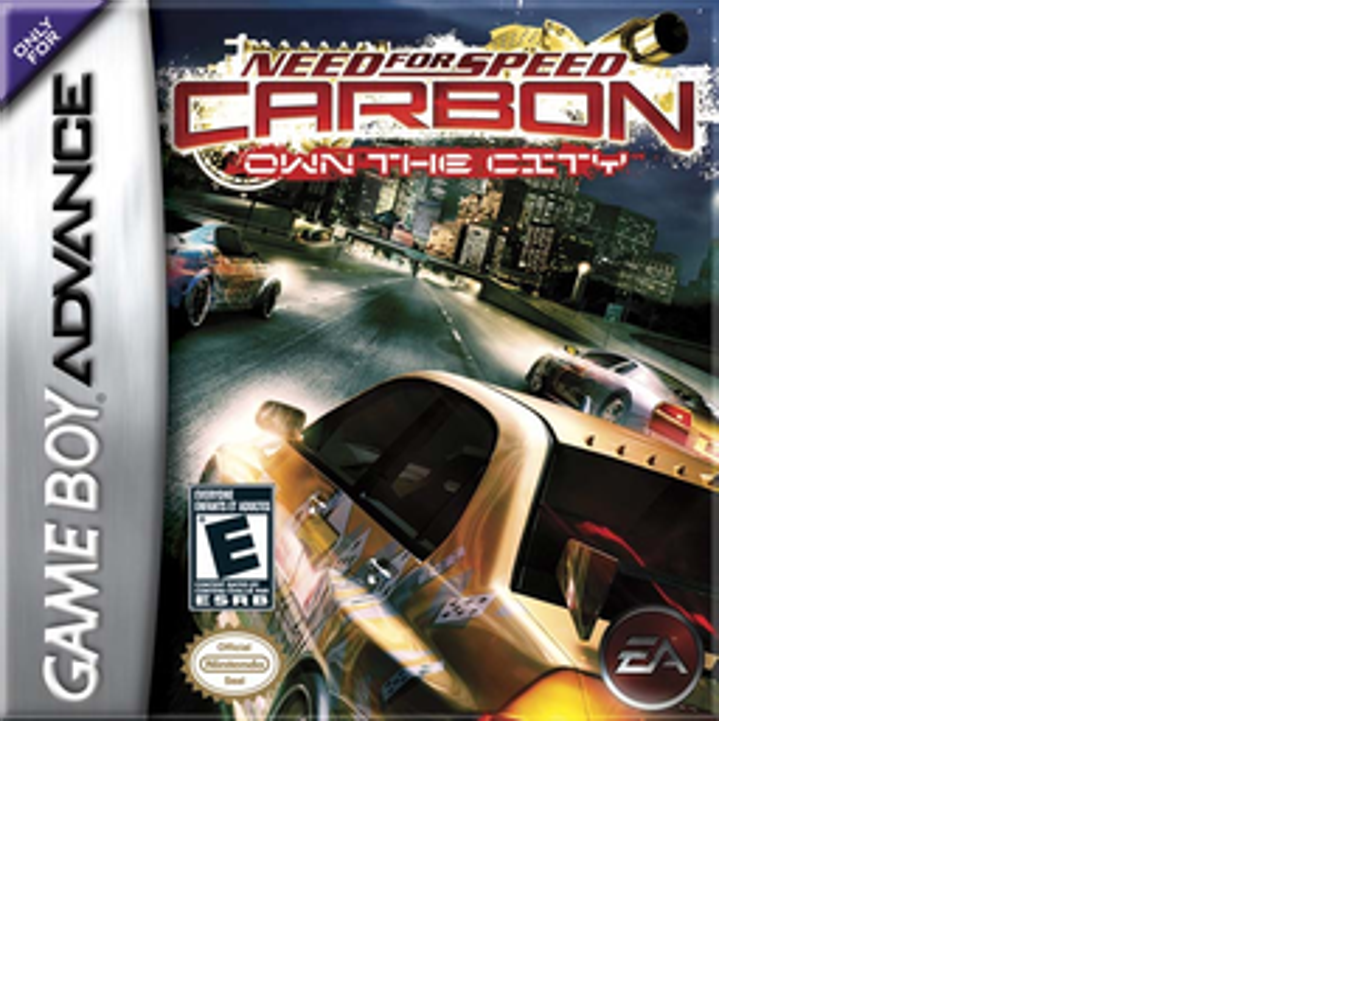 ONLY
FOR
GAME BOY ADVANCE
NEED FOR SPEED
CARBON
OWN THE CITY
EVERYONE
E
ESRB
Official
Nintendo
Seal
EA